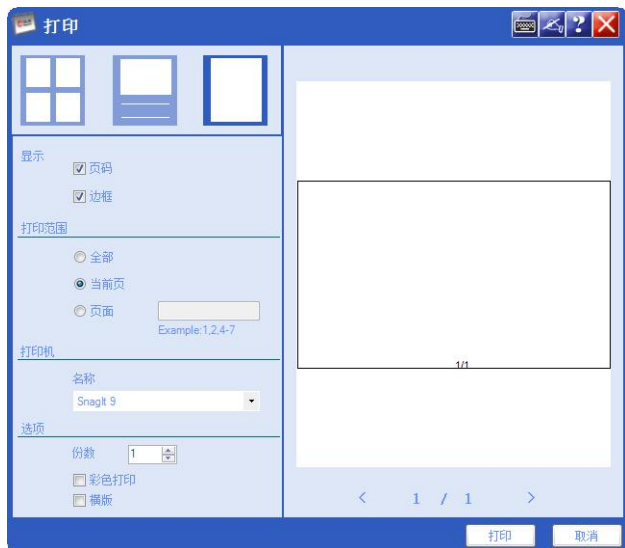 打印
显示
页码
边框
打印范围
全部
当前页
页面
Example:1,2,4-7
打印机
名称
SnagIt 9
选项
份数 1
彩色打印
横版
1/1
< 1 / 1 >
打印 取消